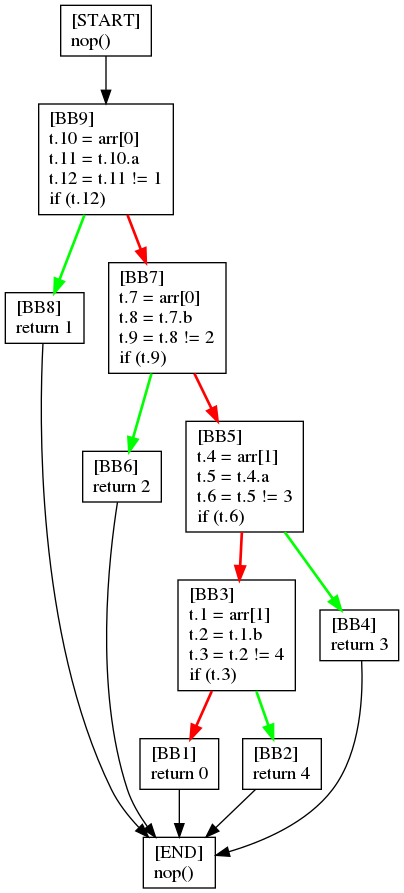 [START]
nop()
[BB9]
t.10 = arr[0]
t.11 = t.10.a
t.12 = t.11 != 1
if (t.12)
[BB8]
return 1
[BB7]
t.7 = arr[0]
t.8 = t.7.b
t.9 = t.8 != 2
if (t.9)
[BB6]
return 2
[BB5]
t.4 = arr[1]
t.5 = t.4.a
t.6 = t.5 != 3
if (t.6)
[BB3]
t.1 = arr[1]
t.2 = t.1.b
t.3 = t.2 != 4
if (t.3)
[BB4]
return 3
[BB1]
return 0
[BB2]
return 4
[END]
nop()